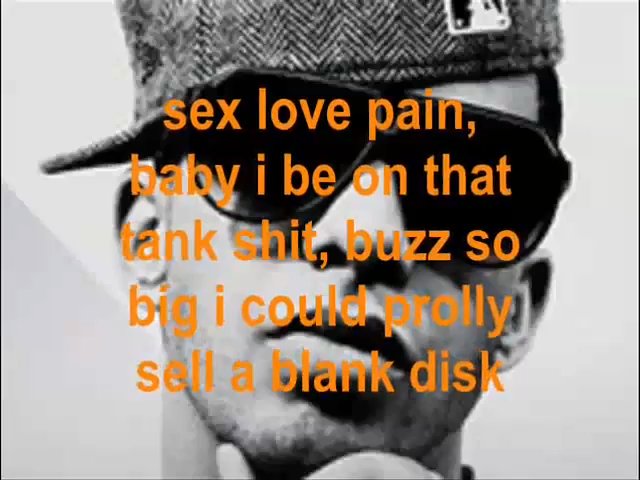 sex love pain,
baby i be on that
tank shit, buzz so
big i could prolly
sell a blank disk